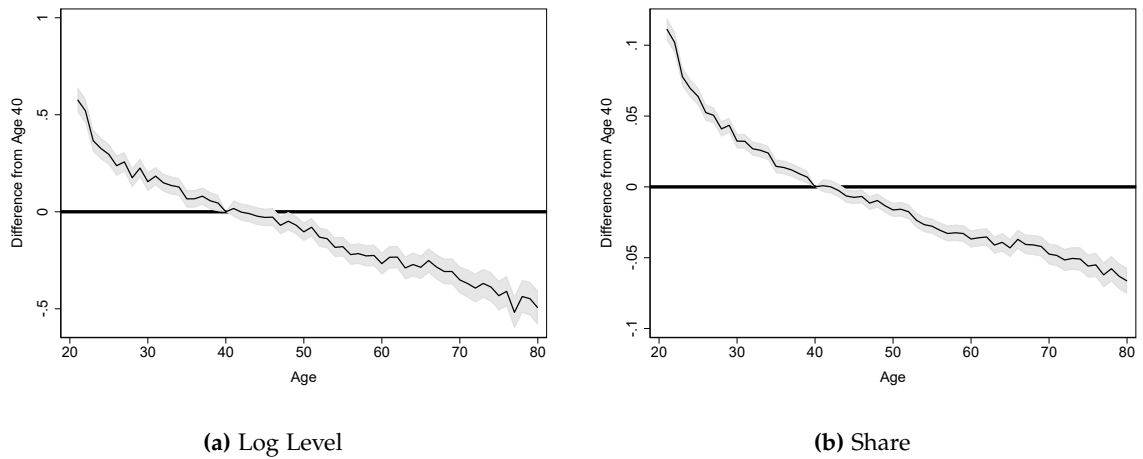 1
.5
0
-.5
Difference from Age 40
20 30 40 50 60 70 80
Age
(a) Log Level
.1
.05
0
-.05
-.1
Difference from Age 40
20 30 40 50 60 70 80
Age
(b) Share